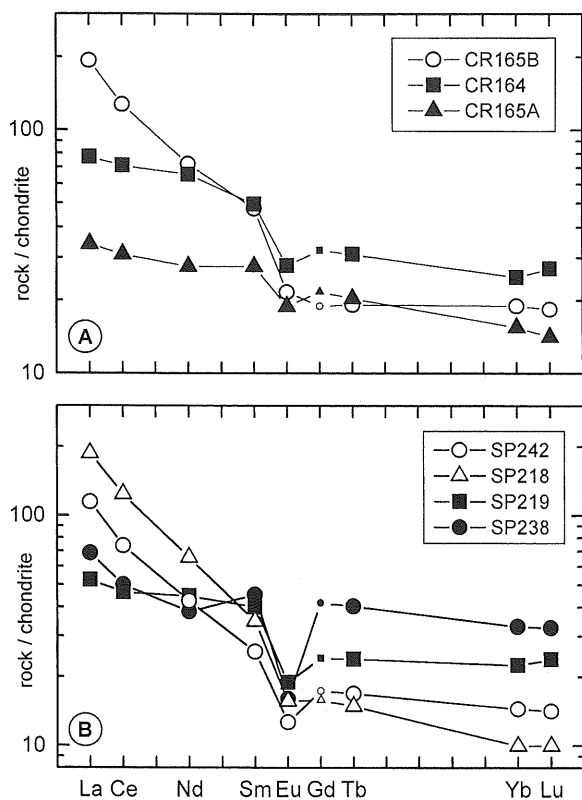 CR165B
CR164
CR165A
100
10
rock / chondrite
A
SP242
SP218
SP219
SP238
100
10
rock / chondrite
B
La Ce Nd Sm Eu Gd Tb Yb Lu